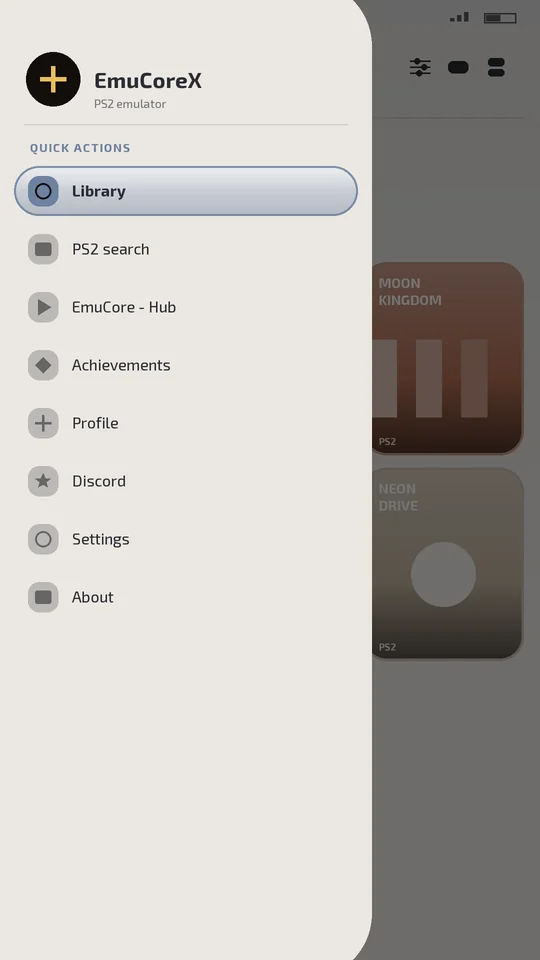 EmuCoreX
PS2 emulator
QUICK ACTIONS
Library
PS2 search
EmuCore - Hub
Achievements
Profile
Discord
Settings
About
MOON
KINGDOM
PS2
NEON
DRIVE
PS2